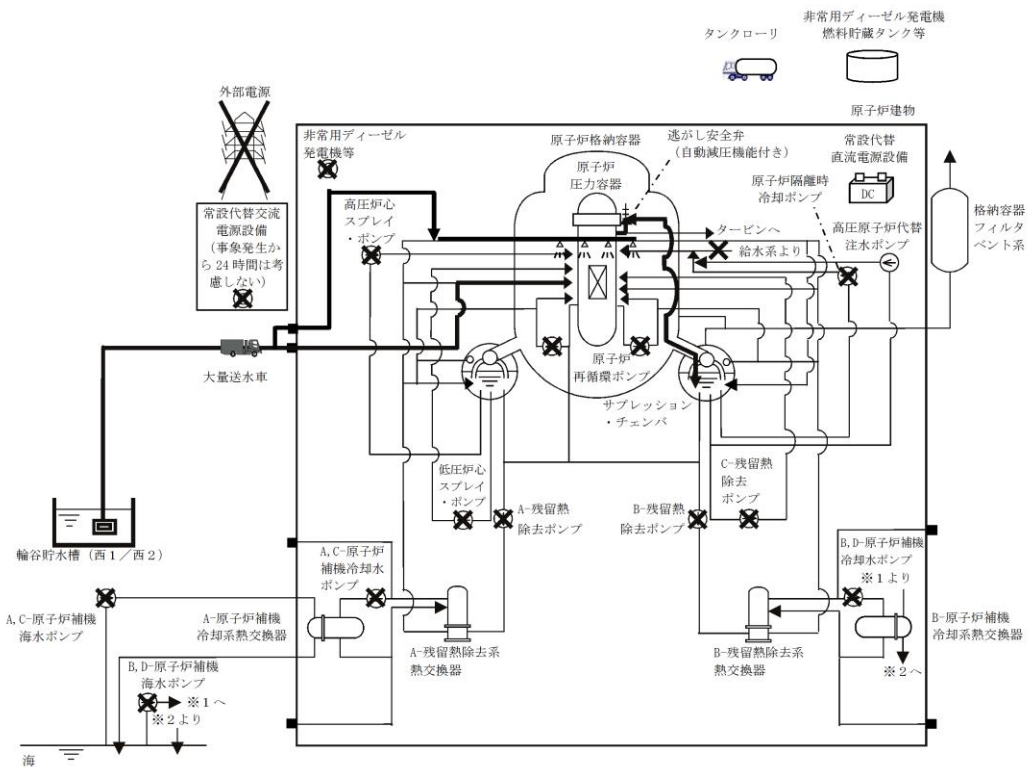 タンクローリ
非常用ディーゼル発電機
燃料貯蔵タンク等
外部電源
原子炉建物
非常用ディーゼル
発電機等
原子炉格納容器
原子炉
圧力容器
逃がし安全弁
(自動減圧機能付き)
常設代替
直流電源設備
DC
原子炉隔離時
冷却ポンプ
常設代替交流
電源設備
(事象発生か
ら24時間は考
慮しない)
高圧炉心
スプレイ
・ポンプ
タービンへ
給水系より
高圧原子炉代替
注水ポンプ
格納容器
フィルタ
ベント系
大量送水車
原子炉
再循環ポンプ
サプレッション
・チェンバ
低圧炉心
スプレイ
・ポンプ
A-残留熱
除去ポンプ
B-残留熱
除去ポンプ
C-残留熱
除去
ポンプ
輪谷貯水槽(西1/西2)
A,C-原子炉
補機冷却水
ポンプ
B,D-原子炉補機
冷却水ポンプ
※1より
A,C-原子炉補機
海水ポンプ
A-原子炉補機
冷却系熱交換器
A-残留熱除去系
熱交換器
B-残留熱除去系
熱交換器
B-原子炉補機
冷却系熱交換器
※2へ
B,D-原子炉補機
海水ポンプ
※1へ
※2より
海